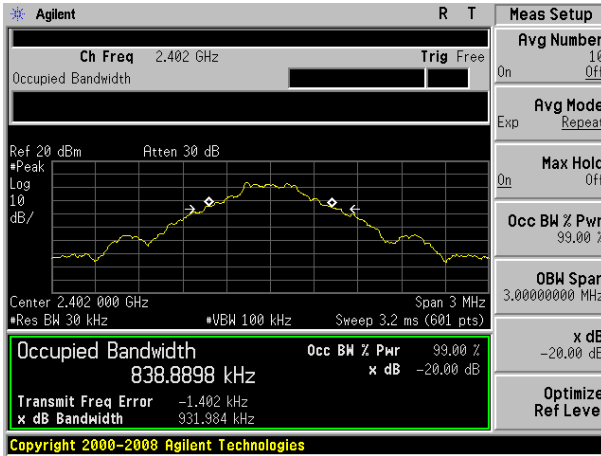 Agilent R T Meas Setup
Avg Number
10
On Off
Ch Freq 2.402 GHz Trig Free
Occupied Bandwidth
Avg Mode
Exp Repeat
Ref 20 dBm Atten 30 dB
#Peak
Log
10
dB/
Max Hold
On Off
Occ BW % Pwr
99.00 %
OBW Span
3.00000000 MHz
Center 2.402 000 GHz Span 3 MHz
#Res BW 30 kHz #VBW 100 kHz Sweep 3.2 ms (601 pts)
x dB
-20.00 dB
Occupied Bandwidth Occ BW % Pwr 99.00 %
838.8898 kHz x dB -20.00 dB
Transmit Freq Error -1.402 kHz
x dB Bandwidth 931.984 kHz
Optimize
Ref Level
Copyright 2000-2008 Agilent Technologies